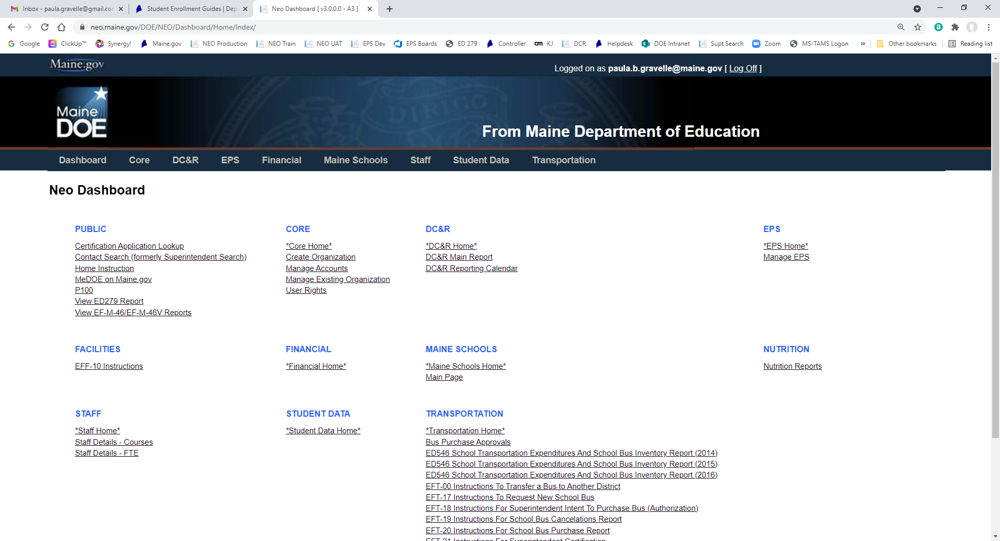 Inbox - paula.gravelle@gmail.com
Student Enrollment Guides | Dep
Neo Dashboard [ v3.0.0.0 - A3 ]
neo.maine.gov/DOE/NEO/Dashboard/Home/Index/
Google ClickUp™ Synergy! Maine.gov NEO Production NEO Train NEO UAT EPS Dev EPS Boards ED 279 Controller cm KJ DCR Helpdesk DOE Intranet Supt Search Zoom MS-TAMS Logon » Other bookmarks Reading list
Maine.gov
Logged on as paula.b.gravelle@maine.gov [ Log Off ]
DIRIGO
Maine
DOE
From Maine Department of Education
Dashboard Core DC&R EPS Financial Maine Schools Staff Student Data Transportation
Neo Dashboard
PUBLIC
Certification Application Lookup
Contact Search (formerly Superintendent Search)
Home Instruction
MeDOE on Maine.gov
P100
View ED279 Report
View EF-M-46/EF-M-46V Reports
CORE
*Core Home*
Create Organization
Manage Accounts
Manage Existing Organization
User Rights
DC&R
*DC&R Home*
DC&R Main Report
DC&R Reporting Calendar
EPS
*EPS Home*
Manage EPS
FACILITIES
EFF-10 Instructions
FINANCIAL
*Financial Home*
MAINE SCHOOLS
*Maine Schools Home*
Main Page
NUTRITION
Nutrition Reports
STAFF
*Staff Home*
Staff Details - Courses
Staff Details - FTE
STUDENT DATA
*Student Data Home*
TRANSPORTATION
*Transportation Home*
Bus Purchase Approvals
ED546 School Transportation Expenditures And School Bus Inventory Report (2014)
ED546 School Transportation Expenditures And School Bus Inventory Report (2015)
ED546 School Transportation Expenditures And School Bus Inventory Report (2016)
EFT-00 Instructions To Transfer a Bus to Another District
EFT-17 Instructions To Request New School Bus
EFT-18 Instructions For Superintendent Intent To Purchase Bus (Authorization)
EFT-19 Instructions For School Bus Cancelations Report
EFT-20 Instructions For School Bus Purchase Report
EFT-21 Instructions For Superintendent Certification